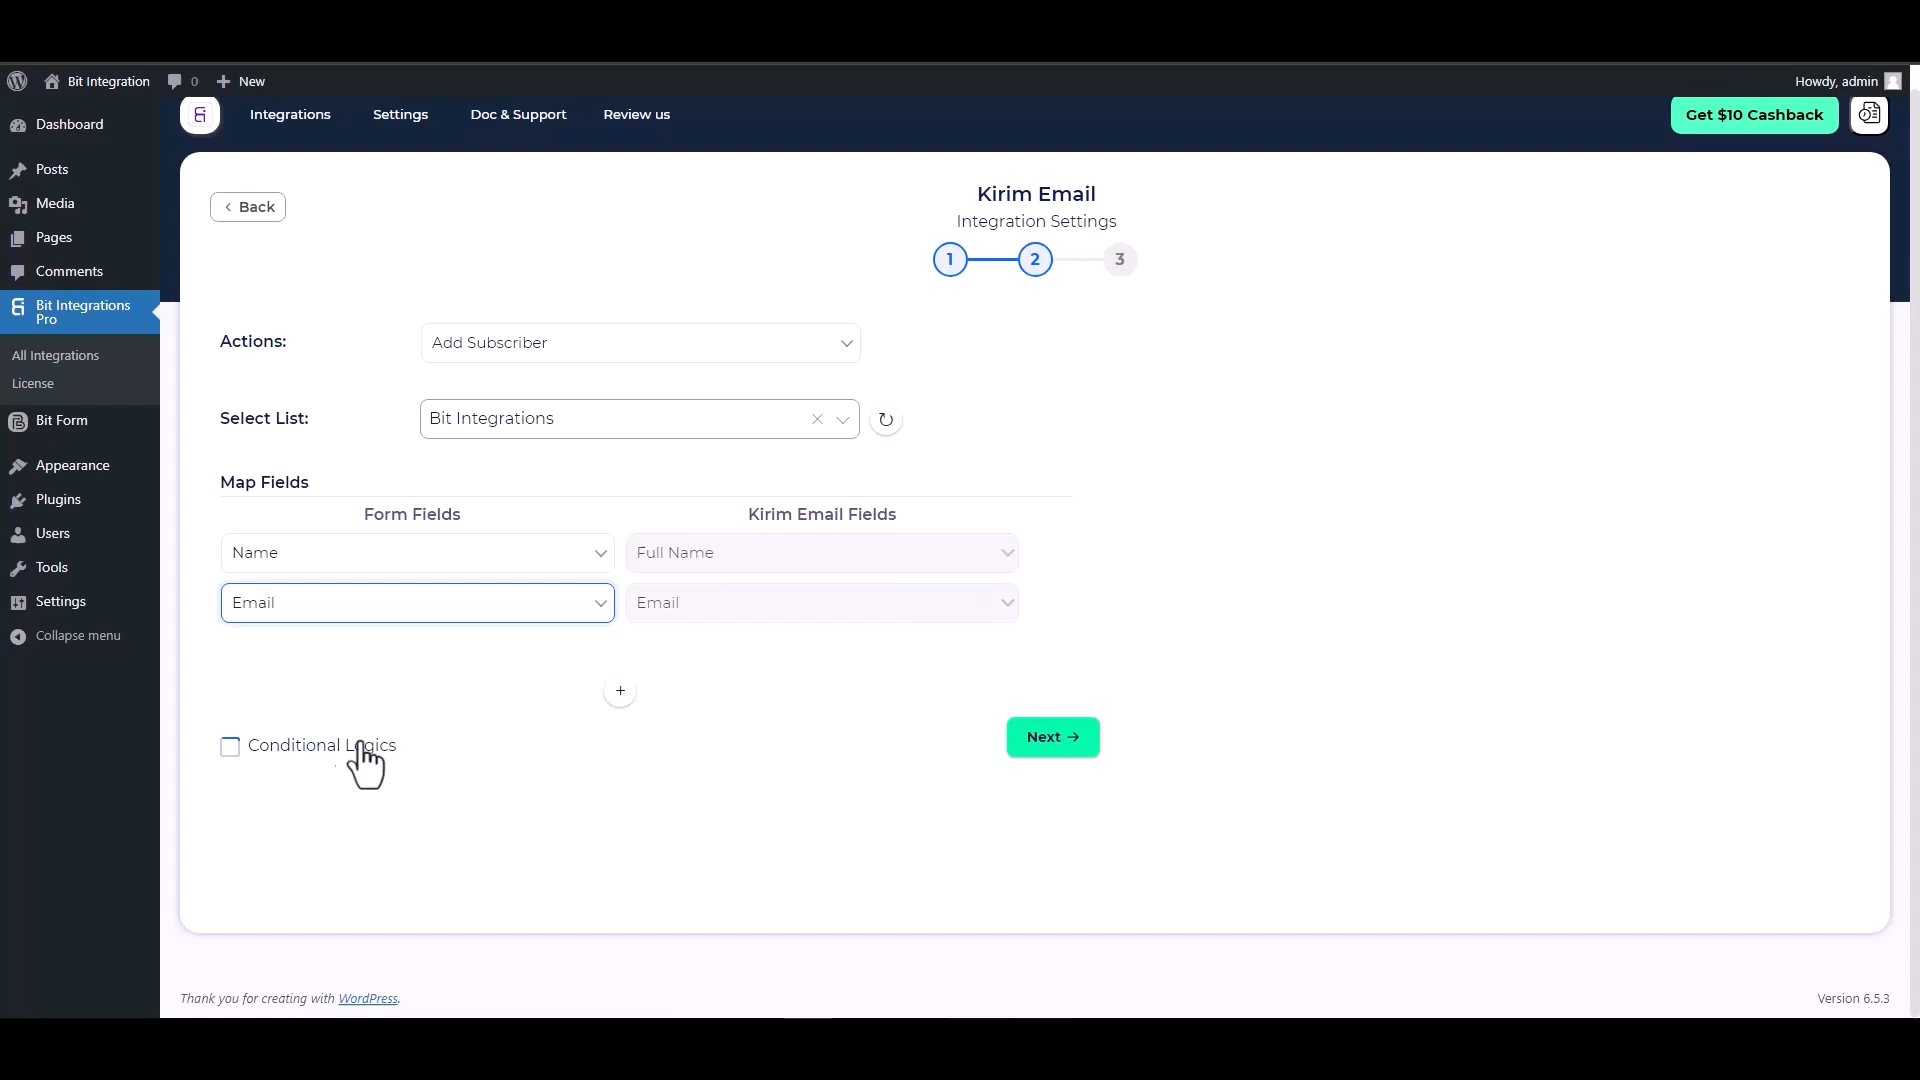 Bit Integration 0 New Howdy, admin
Integrations Settings Doc & Support Review us Get $10 Cashback
Dashboard
Posts
Media
Pages
Comments
Bit Integrations
Pro
All Integrations
License
Bit Form
Appearance
Plugins
Users
Tools
Settings
Collapse menu
Back
Kirim Email
Integration Settings
1 2 3
Actions: Add Subscriber
Select List: Bit Integrations
Map Fields
Form Fields Kirim Email Fields
Name Full Name
Email Email
+
Conditional Logics
Next →
Thank you for creating with WordPress.
Version 6.5.3